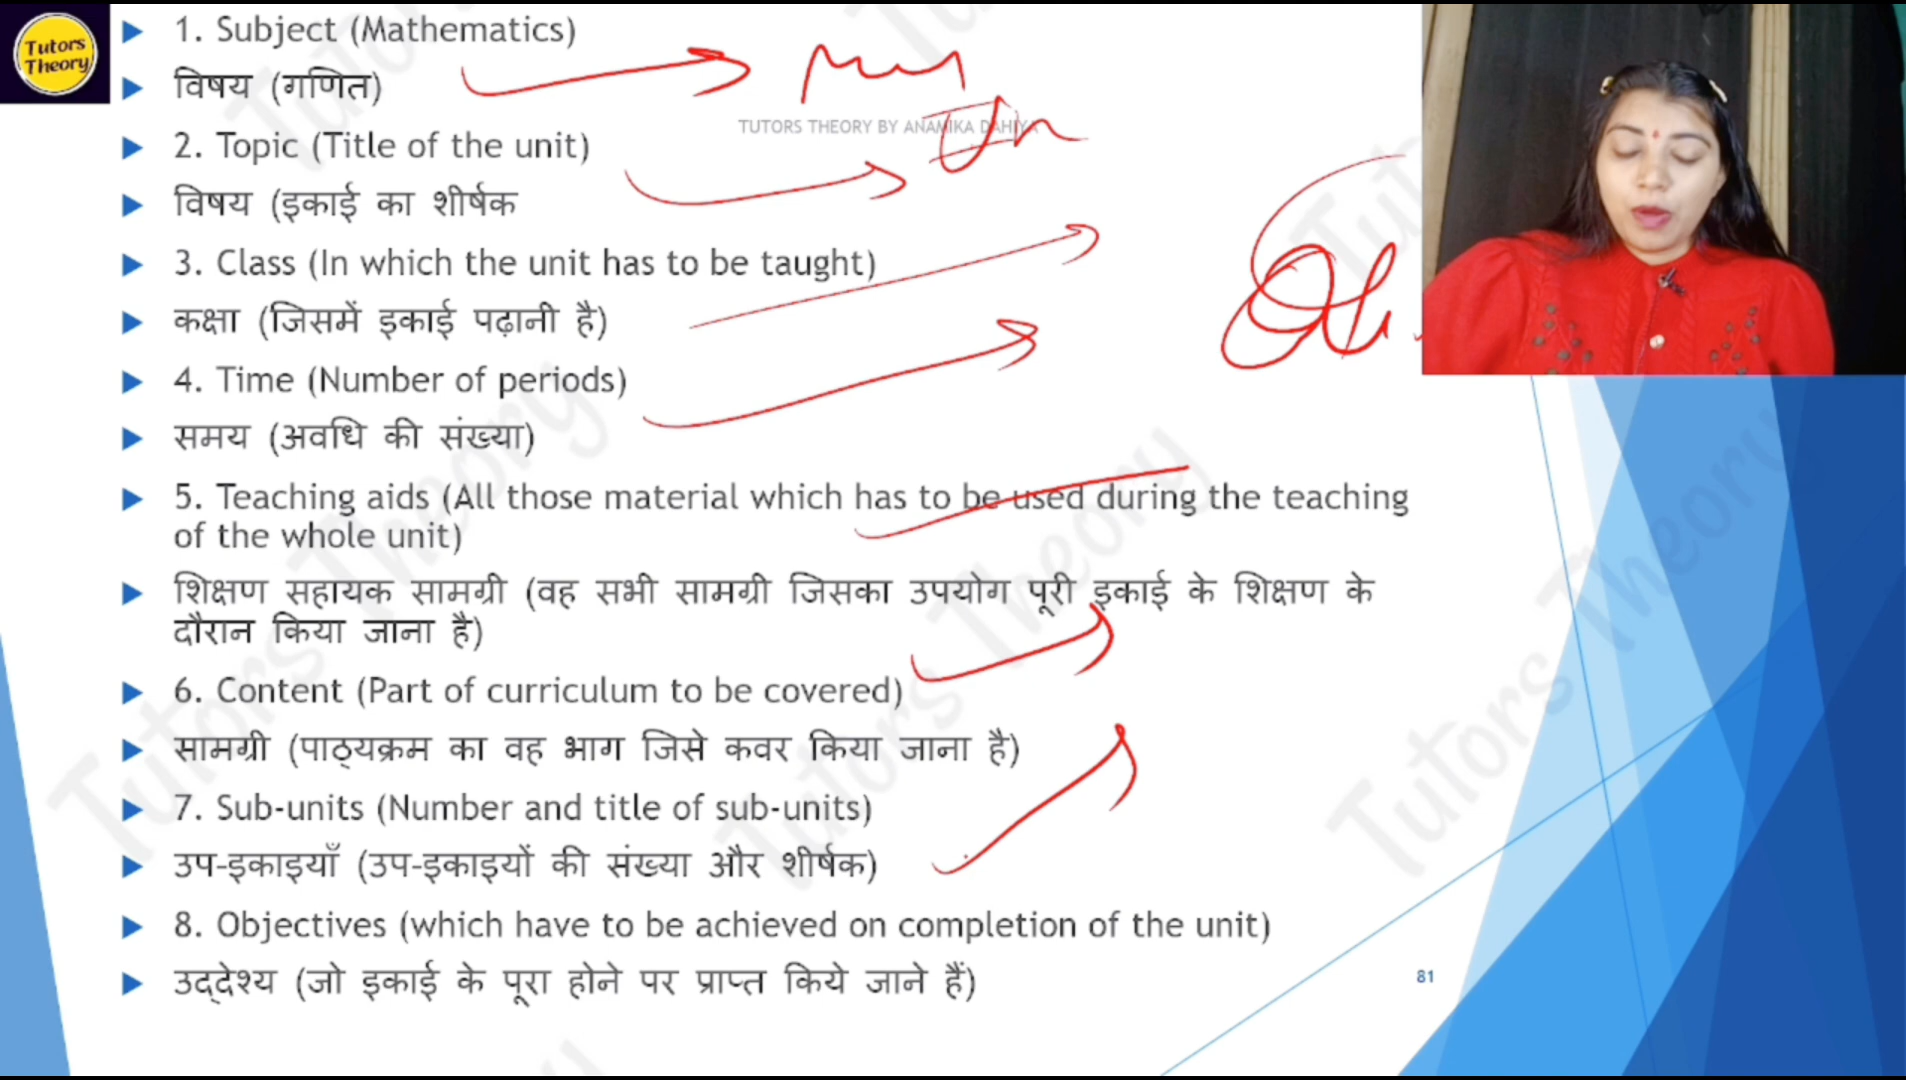 Tutors
Theory
1. Subject (Mathematics)
विषय (गणित)
TUTORS THEORY BY ANAMIKA DAHIYA
2. Topic (Title of the unit)
विषय (इकाई का शीर्षक
3. Class (In which the unit has to be taught)
कक्षा (जिसमें इकाई पढ़ानी है)
4. Time (Number of periods)
समय (अवधि की संख्या)
5. Teaching aids (All those material which has to be used during the teaching
of the whole unit)
शिक्षण सहायक सामग्री (वह सभी सामग्री जिसका उपयोग पूरी इकाई के शिक्षण के
दौरान किया जाना है)
6. Content (Part of curriculum to be covered)
सामग्री (पाठ्यक्रम का वह भाग जिसे कवर किया जाना है)
7. Sub-units (Number and title of sub-units)
उप-इकाइयाँ (उप-इकाइयों की संख्या और शीर्षक)
8. Objectives (which have to be achieved on completion of the unit)
उद्देश्य (जो इकाई के पूरा होने पर प्राप्त किये जाने हैं)
81